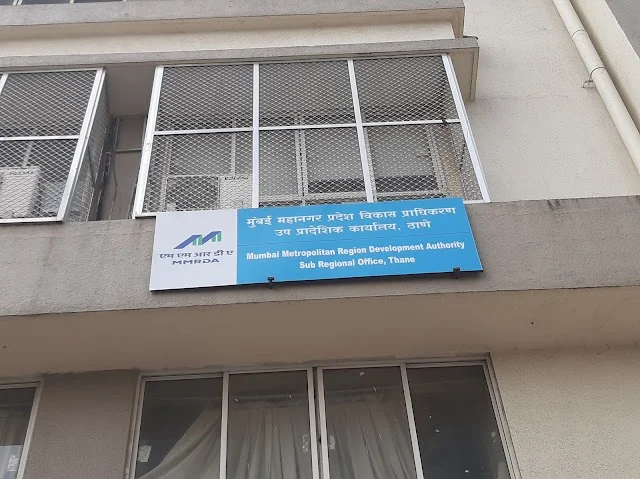 एम एम आर डी ए
MMRDA
मुंबई महानगर प्रदेश विकास प्राधिकरण
उप प्रादेशिक कार्यालय, ठाणे
Mumbai Metropolitan Region Development Authority
Sub Regional Office, Thane